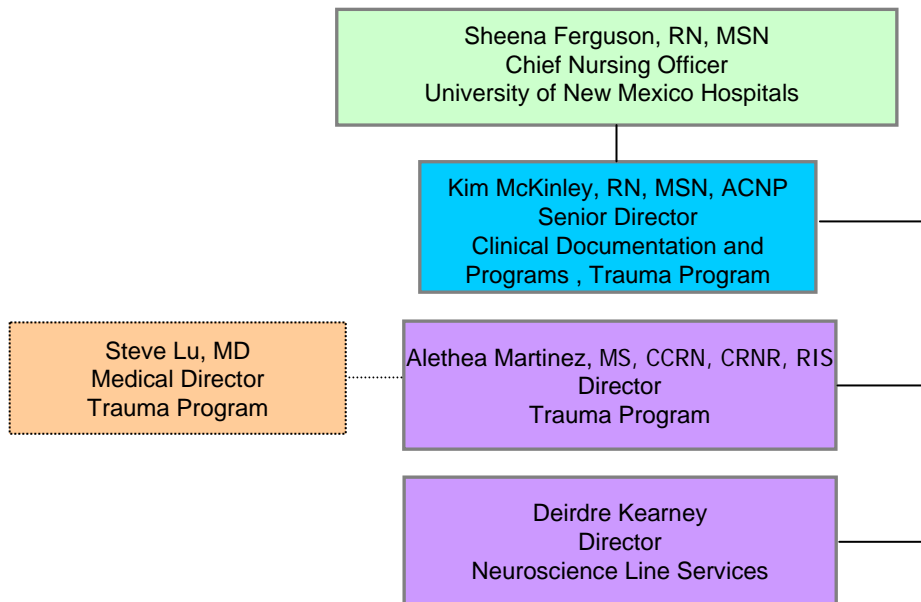 Sheena Ferguson, RN, MSN
Chief Nursing Officer
University of New Mexico Hospitals
Kim McKinley, RN, MSN, ACNP
Senior Director
Clinical Documentation and
Programs , Trauma Program
Steve Lu, MD
Medical Director
Trauma Program
Alethea Martinez, MS, CCRN, CRNR, RIS
Director
Trauma Program
Deirdre Kearney
Director
Neuroscience Line Services